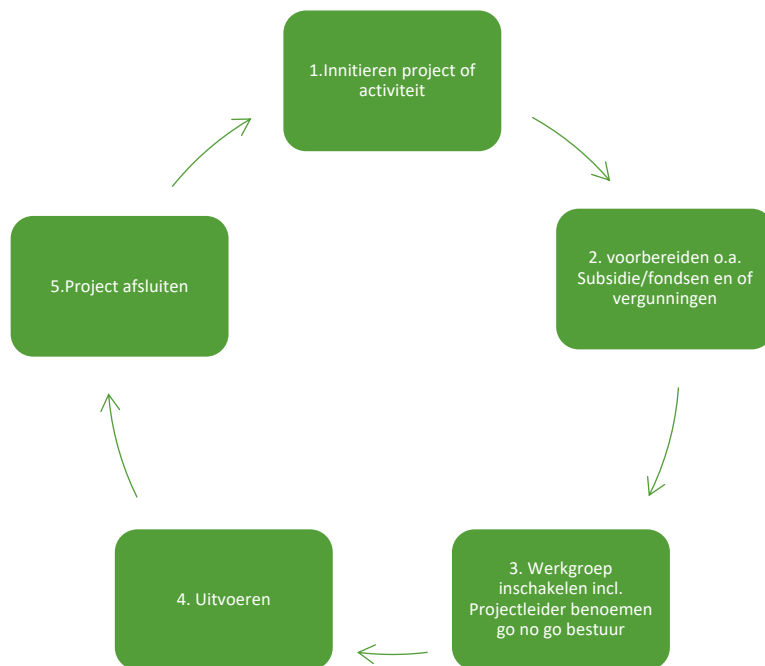 1.Innitieren project of
activiteit
2. voorbereiden o.a.
Subsidie/fondsen en of
vergunningen
3. Werkgroep
inschakelen incl.
Projectleider benoemen
go no go bestuur
4. Uitvoeren
5.Project afsluiten